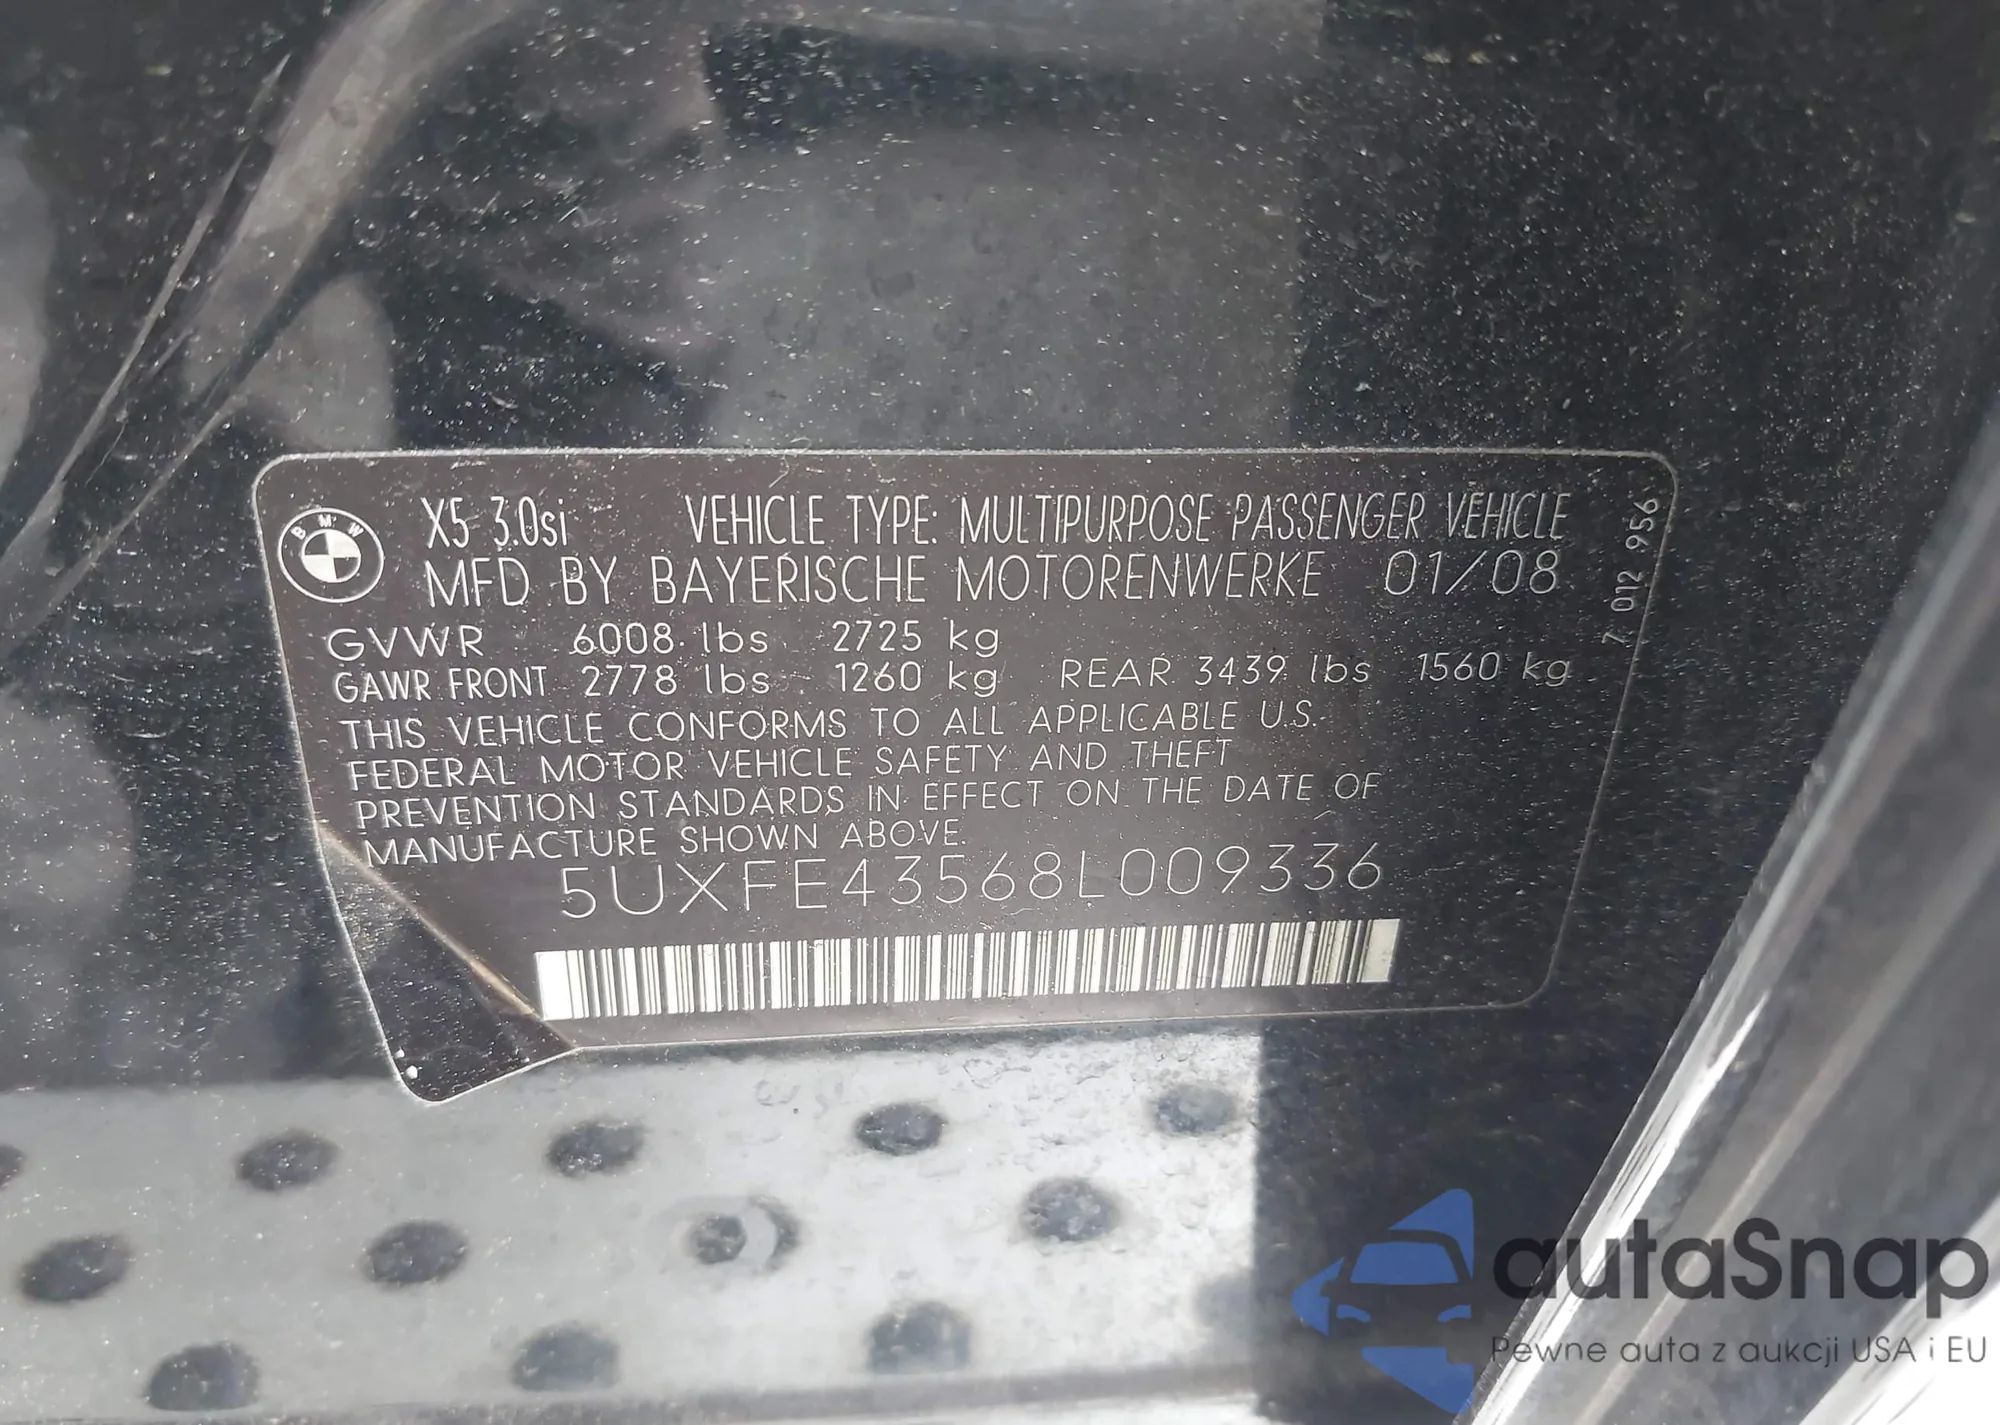 BMW
X5 3.0si VEHICLE TYPE: MULTIPURPOSE PASSENGER VEHICLE
MFD BY BAYERISCHE MOTORENWERKE 01/08
GVWR 6008 lbs 2725 kg
GAWR FRONT 2778 lbs 1260 kg REAR 3439 lbs 1560 kg
THIS VEHICLE CONFORMS TO ALL APPLICABLE U.S.
FEDERAL MOTOR VEHICLE SAFETY AND THEFT
PREVENTION STANDARDS IN EFFECT ON THE DATE OF
MANUFACTURE SHOWN ABOVE.
5UXFE43568L009336
7 012 956
autaSnap
Pewne auta z aukcji USA i EU